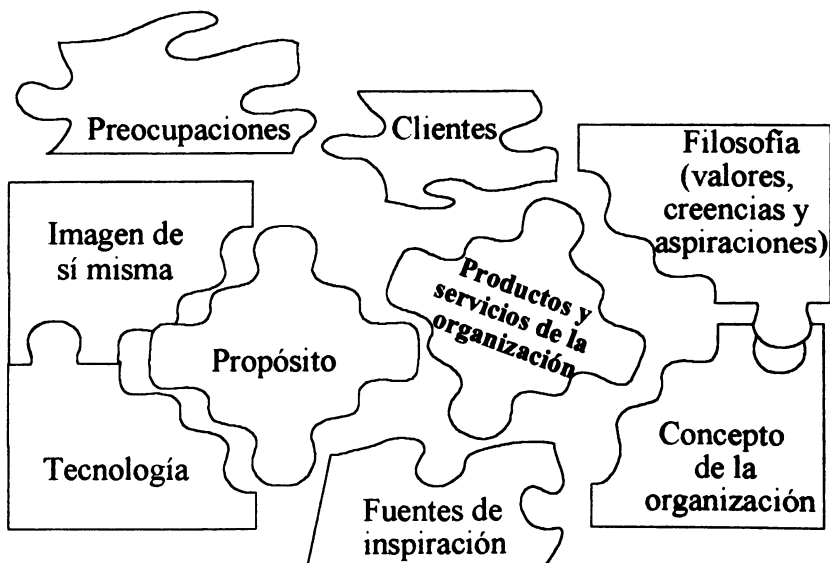 Preocupaciones
Clientes
Filosofía
(valores,
creencias y
aspiraciones)
Imagen de
sí misma
Productos y
servicios de la
organización
Propósito
Tecnología
Concepto
de la
organización
Fuentes de
inspiración